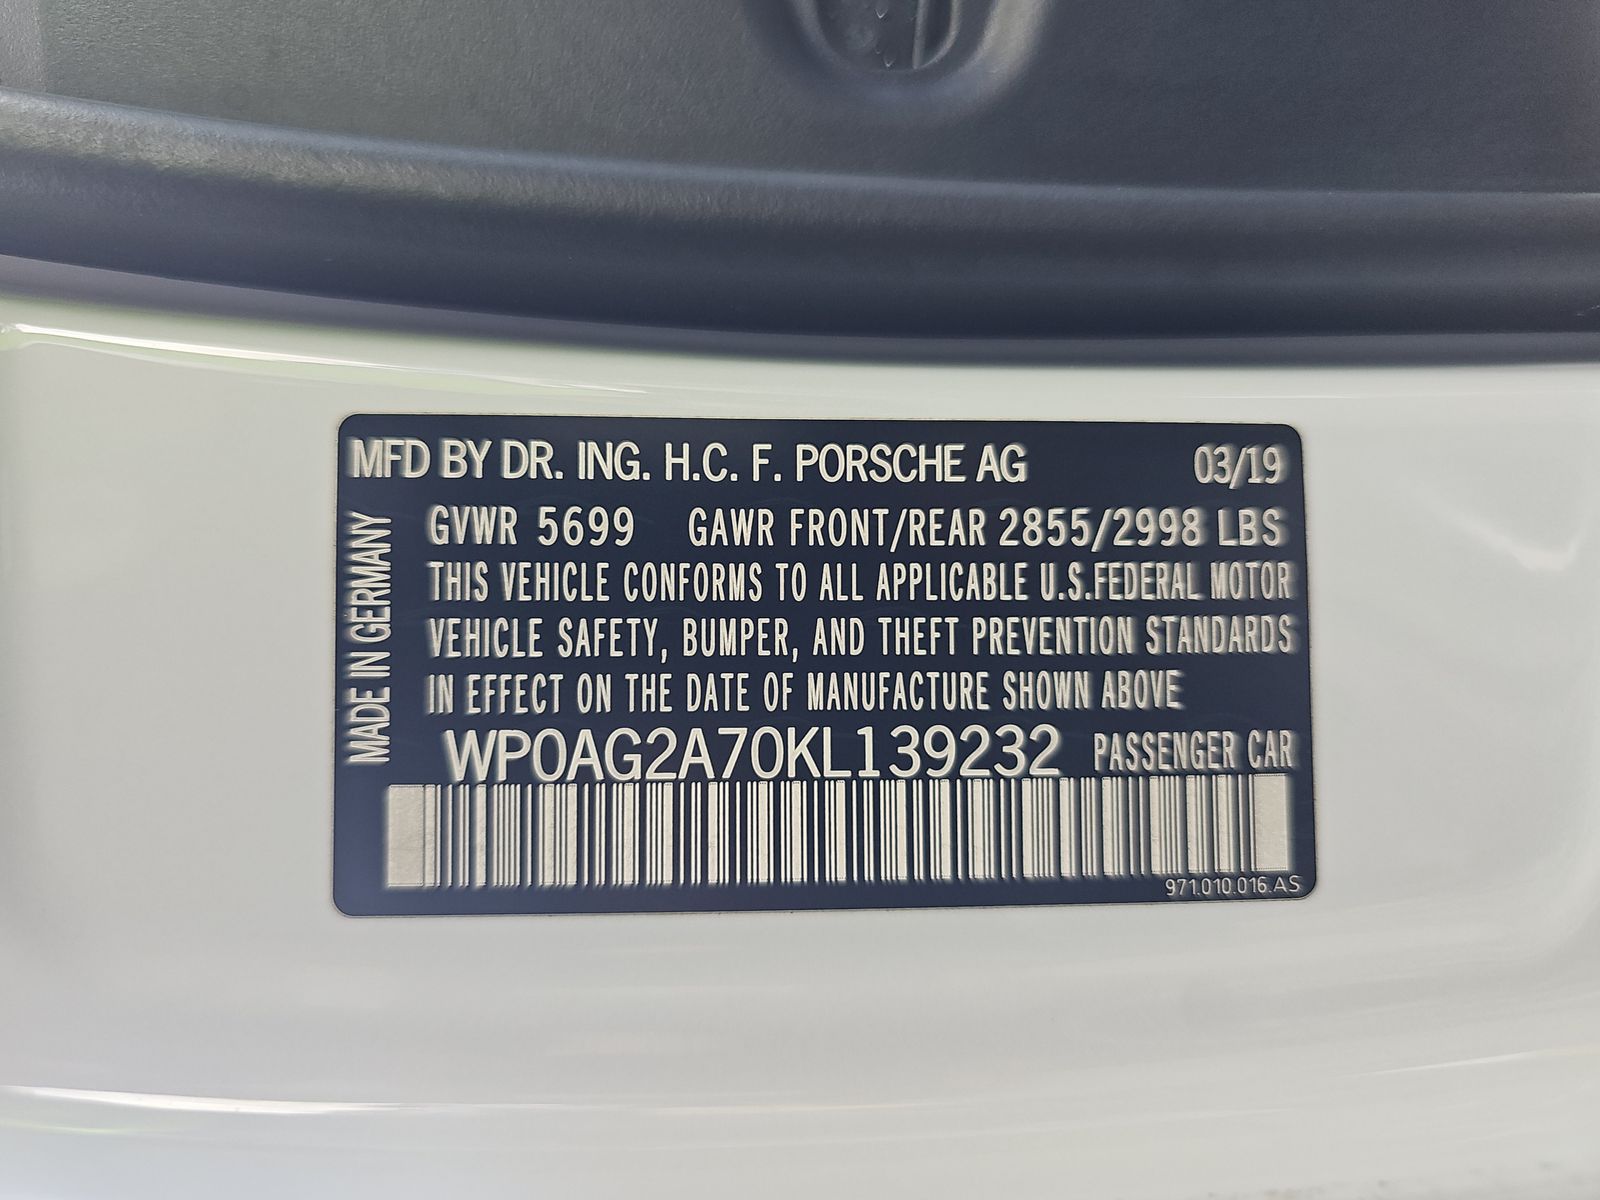 MFD BY DR. ING. H.C. F. PORSCHE AG 03/19
GVWR 5699 GAWR FRONT/REAR 2855/2998 LBS
THIS VEHICLE CONFORMS TO ALL APPLICABLE U.S.FEDERAL MOTOR
VEHICLE SAFETY, BUMPER, AND THEFT PREVENTION STANDARDS
IN EFFECT ON THE DATE OF MANUFACTURE SHOWN ABOVE
WP0AG2A70KL139232 PASSENGER CAR
971.010.016.AS
MADE IN GERMANY